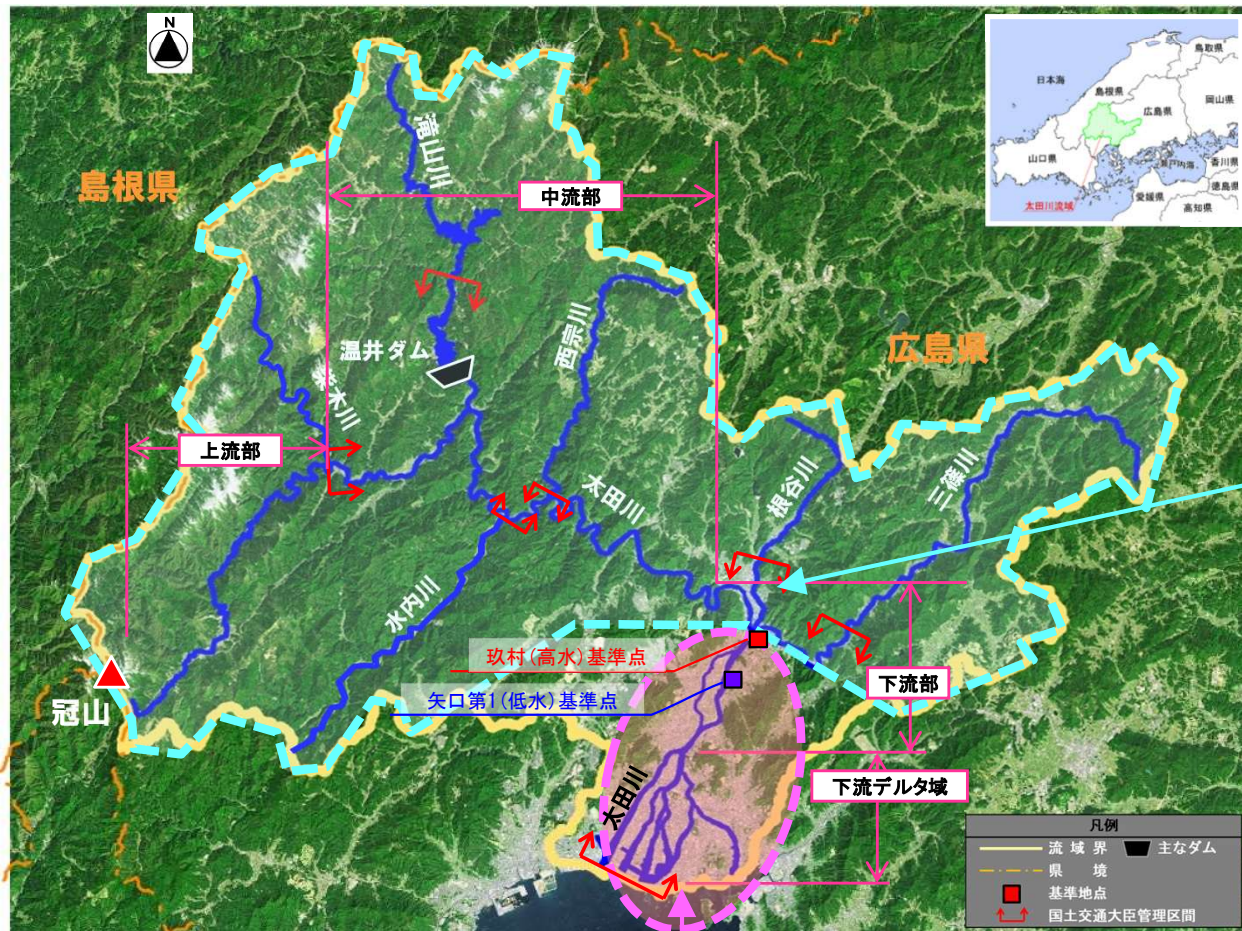 N
日本海
鳥取県
島根県
岡山県
広島県
山口県
瀬戸内海
香川県
徳島県
愛媛県
高知県
太田川流域
島根県
滝山川
中流部
西宗川
広島県
温井ダム
柴木川
上流部
太田川
根谷川
三篠川
水内川
玖村(高水)基準点
矢口第1(低水)基準点
下流部
冠山
太田川
下流デルタ域
凡例
流域界
主なダム
県境
基準地点
国土交通大臣管理区間